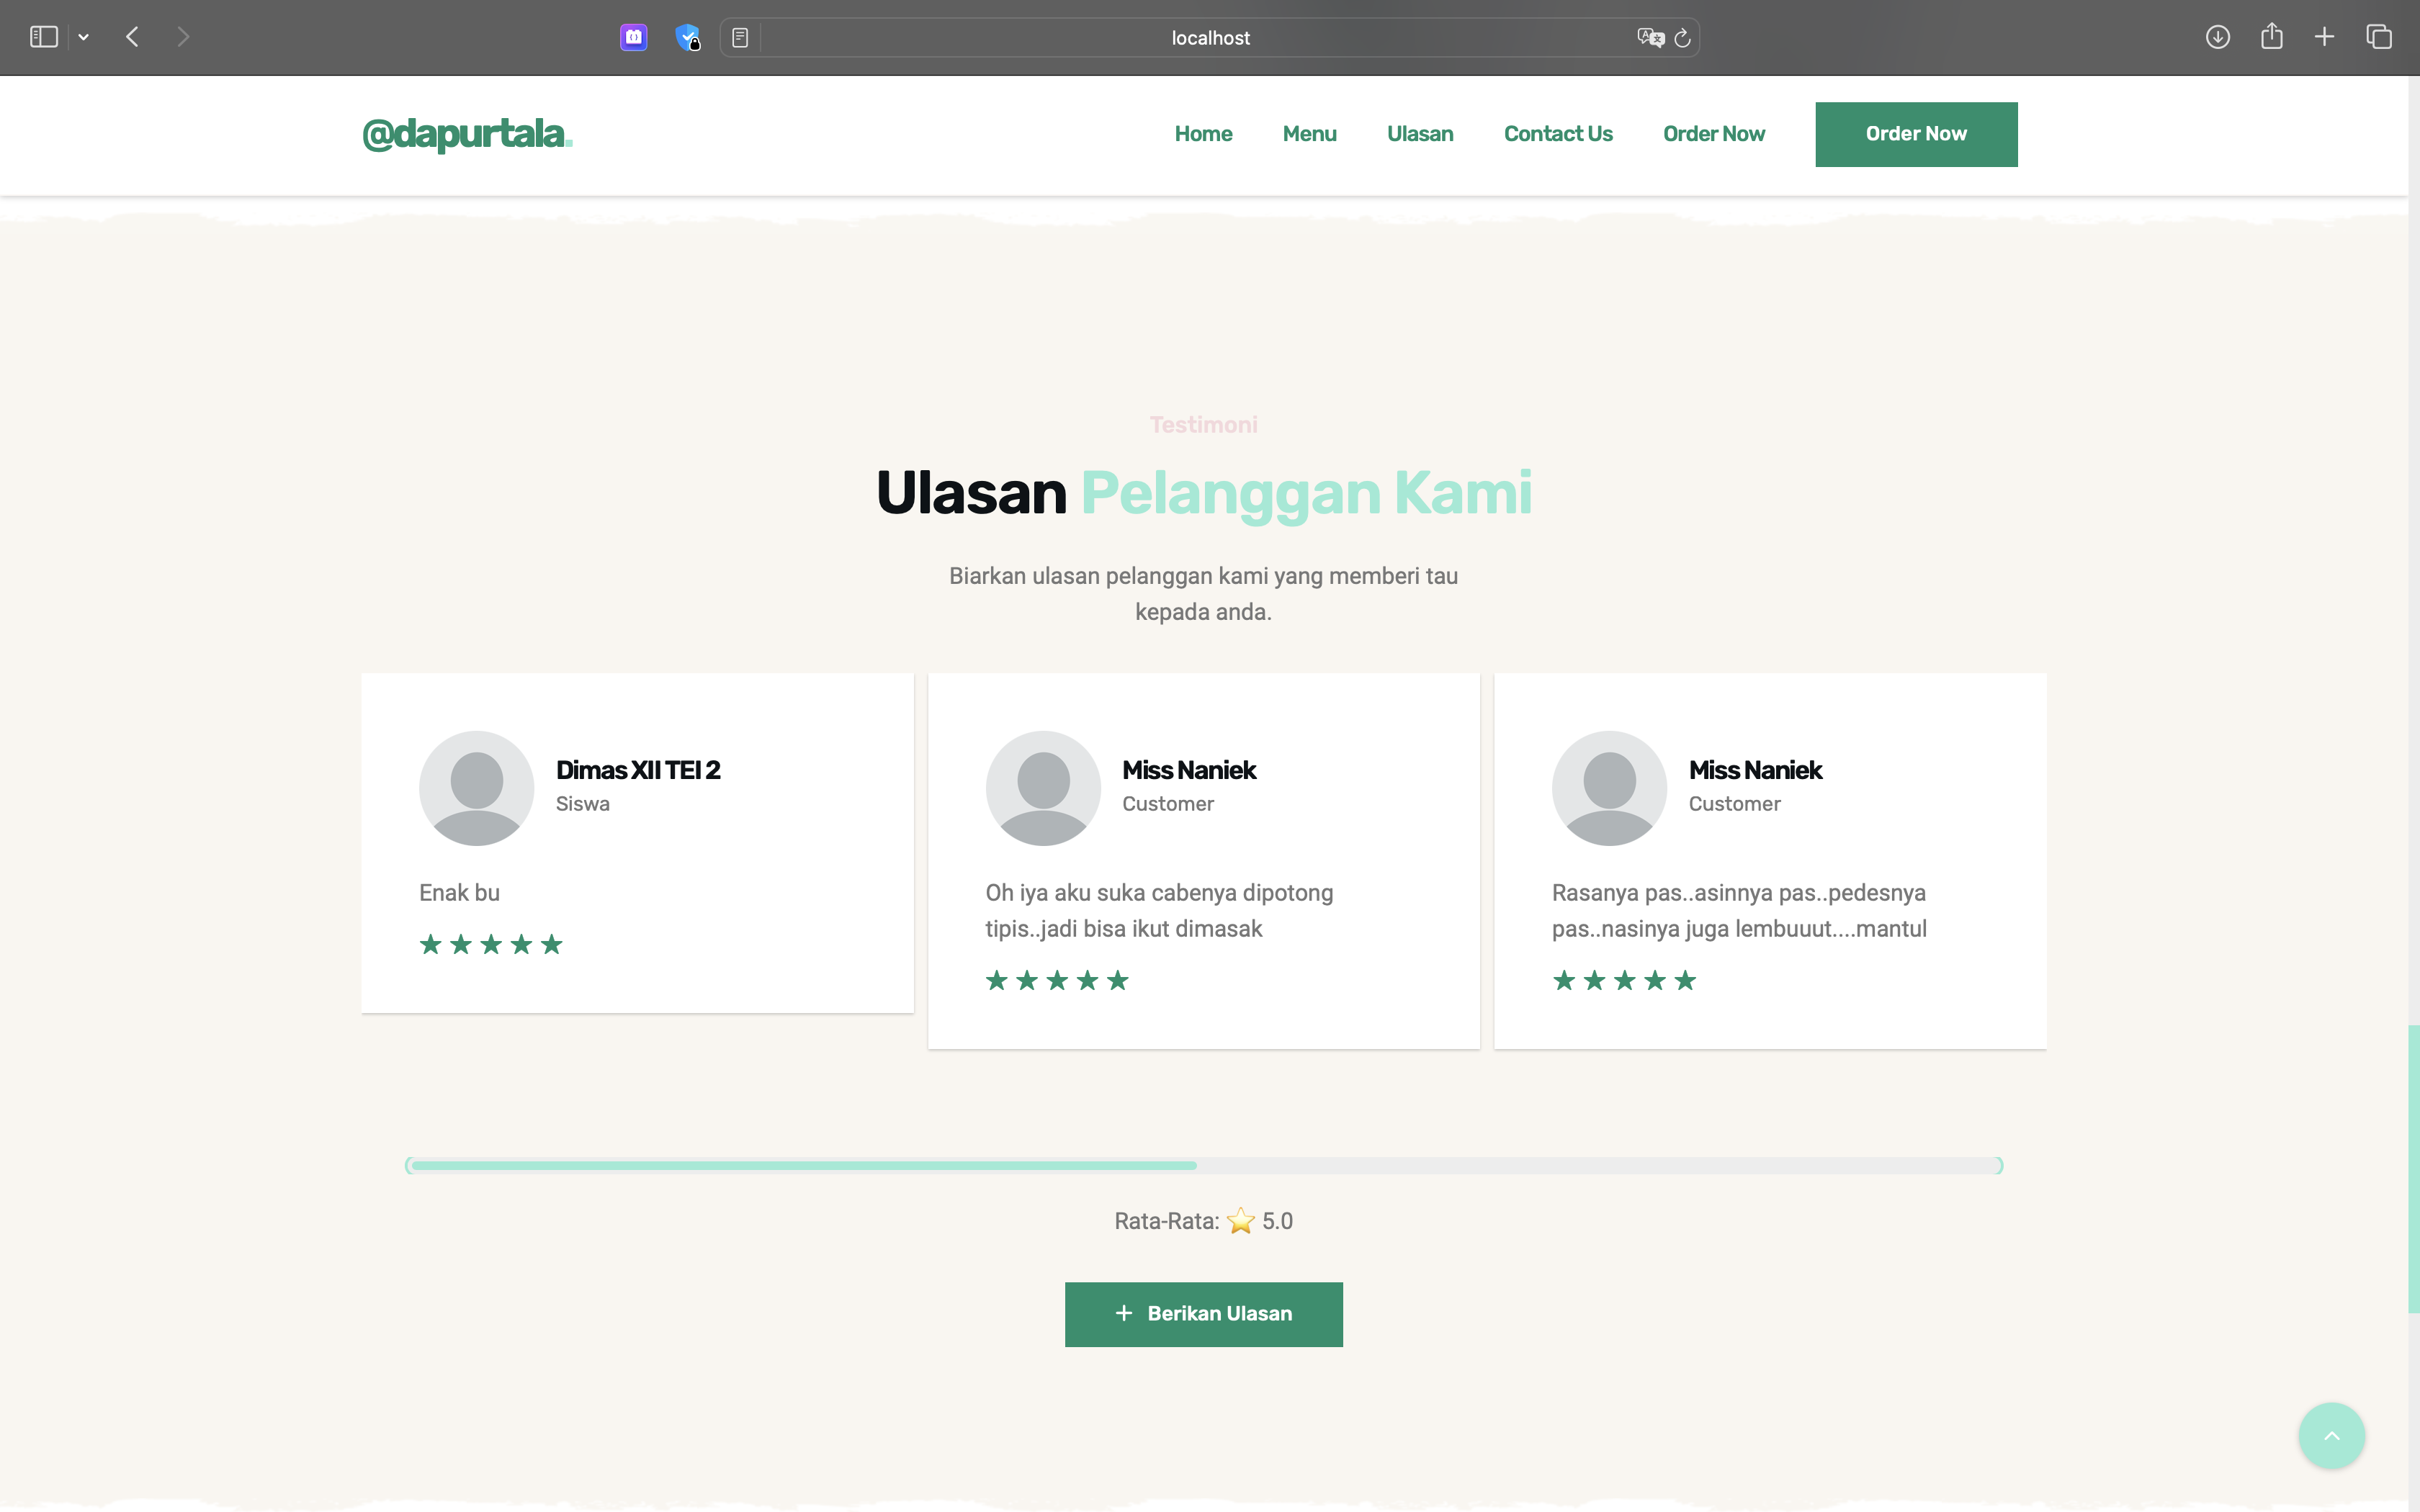 localhost
@dapurtala.
Home Menu Ulasan Contact Us Order Now Order Now
Testimoni
Ulasan Pelanggan Kami
Biarkan ulasan pelanggan kami yang memberi tau
kepada anda.
Dimas XII TEI 2
Siswa
Enak bu
Miss Naniek
Customer
Oh iya aku suka cabenya dipotong
tipis..jadi bisa ikut dimasak
Miss Naniek
Customer
Rasanya pas..asinnya pas..pedesnya
pas..nasinya juga lembuuut....mantul
Rata-Rata: ⭐ 5.0
+ Berikan Ulasan